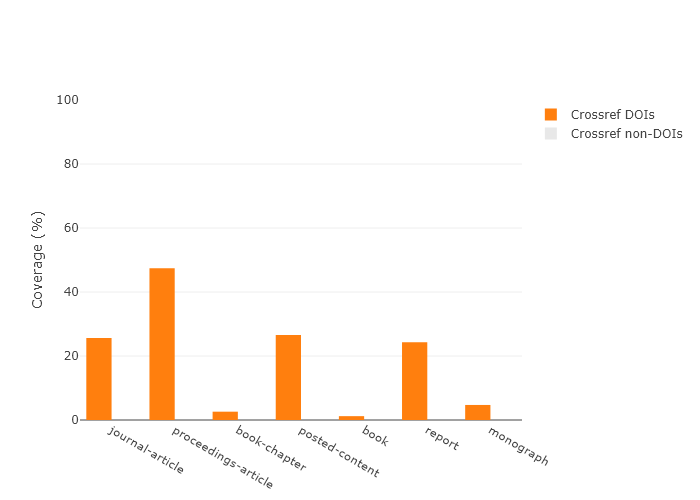 100
80
60
40
20
0
Coverage (%)
journal-article
proceedings-article
book-chapter
posted-content
book
report
monograph
Crossref DOIs
Crossref non-DOIs